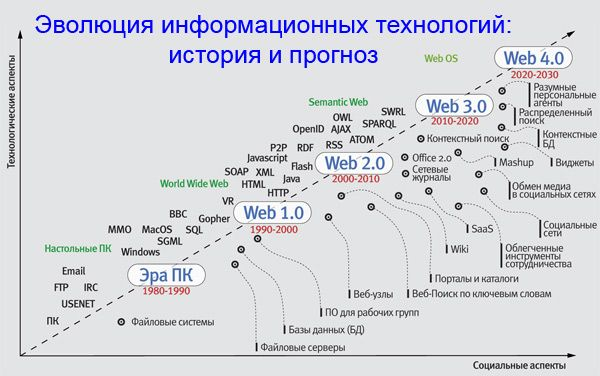 Эволюция информационных технологий:
история и прогноз
Технологические аспекты
Социальные аспекты
Web OS
Web 4.0
2020-2030
Semantic Web
Web 3.0
2010-2020
SWRL
OWL
SPARQL
OpenID
AJAX
ATOM
P2P
RDF
RSS
Web 2.0
2000-2010
Javascript
Flash
SOAP
XML
Java
World Wide Web
HTML
HTTP
VR
Web 1.0
1990-2000
BBC
Gopher
MMO
MacOS
SQL
SGML
Настольные ПК
Windows
Эра ПК
1980-1990
Email
FTP
IRC
USENET
ПК
Файловые системы
Разумные
персональные
агенты
Распределенный
поиск
Контекстные
БД
Виджеты
Контекстный поиск
Mashup
Office 2.0
Сетевые
журналы
Обмен медиа
в социальных сетях
SaaS
Социальные
сети
Wiki
Облегченные
инструменты
сотрудничества
Порталы и каталоги
Веб-узлы
Веб-Поиск по ключевым словам
ПО для рабочих групп
Базы данных (БД)
Файловые серверы